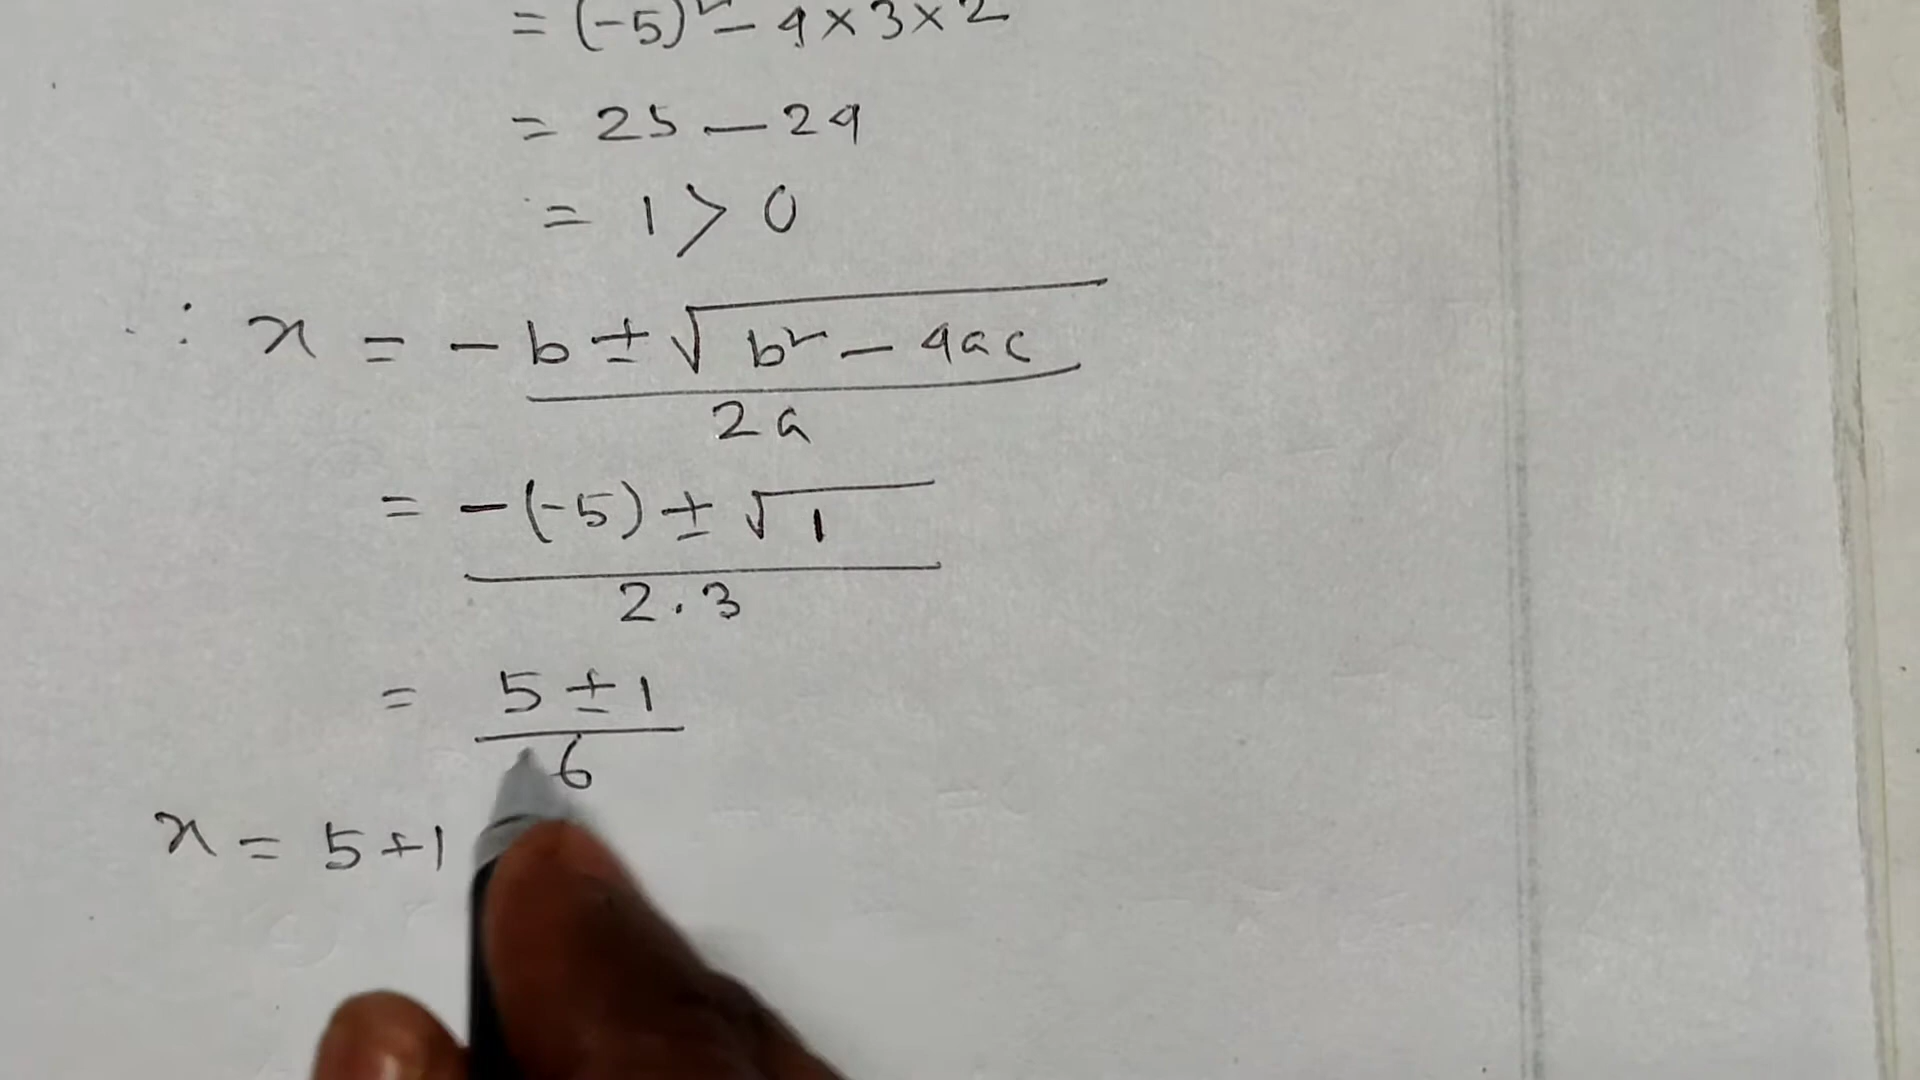 = (-5)² - 4 × 3 × 2
= 25 - 24
= 1 > 0
∴ x = -b ± √b² - 4ac
2a
= -(-5) ± √1
2.3
= 5 ± 1
6
x = 5+1